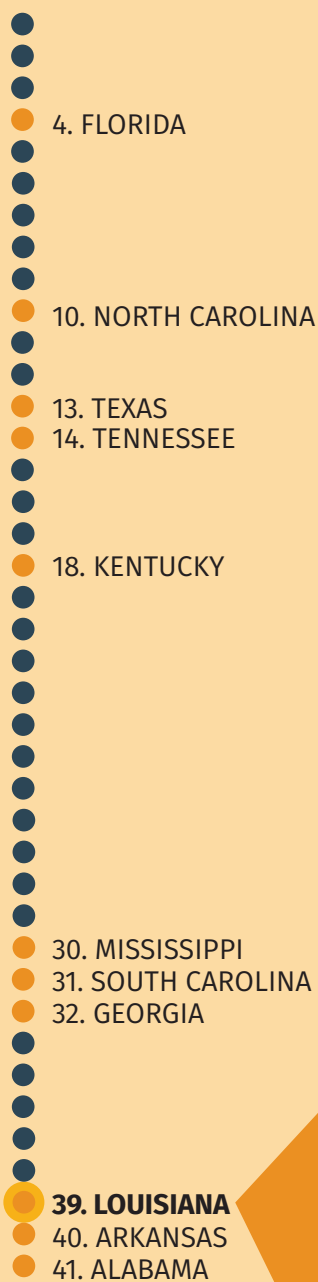 4. FLORIDA
10. NORTH CAROLINA
13. TEXAS
14. TENNESSEE
18. KENTUCKY
30. MISSISSIPPI
31. SOUTH CAROLINA
32. GEORGIA
39. LOUISIANA
40. ARKANSAS
41. ALABAMA